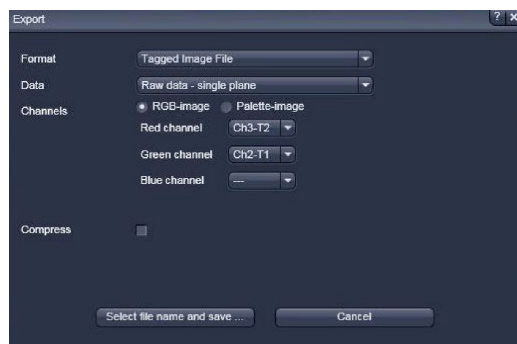 Export ? x
Format Tagged Image File
Data Raw data - single plane
Channels RGB-image Palette-image
Red channel Ch3-T2
Green channel Ch2-T1
Blue channel ---
Compress
Select file name and save ... Cancel